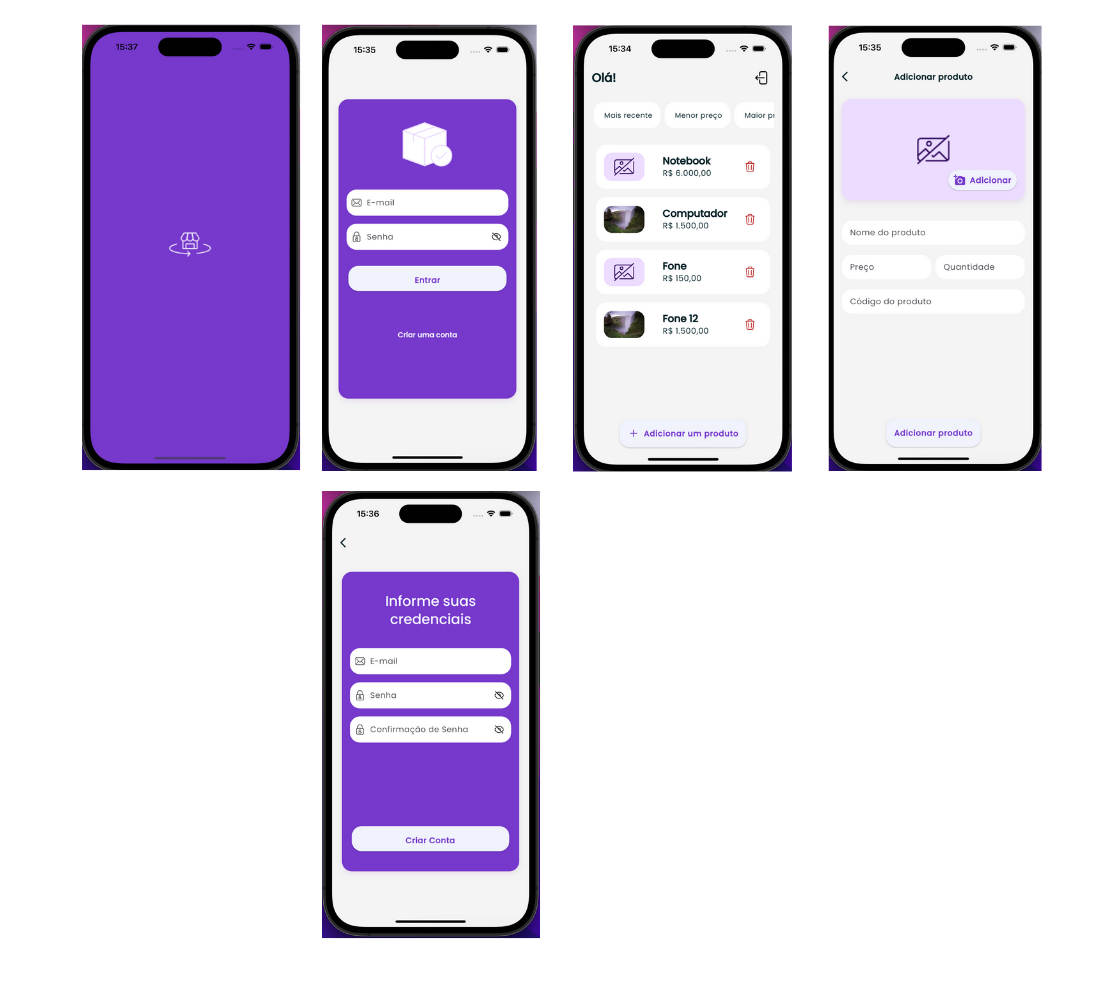 15:37
15:35
E-mail
Senha
Entrar
Criar uma conta
15:34
Olá!
Mais recente
Menor preço
Maior
Notebook
R$ 6.000,00
Computador
R$ 1.500,00
Fone
R$ 150,00
Fone 12
R$ 1.500,00
+ Adicionar um produto
15:35
Adicionar produto
Adicionar
Nome do produto
Preço
Quantidade
Código do produto
Adicionar produto
15:36
Informe suas
credenciais
E-mail
Senha
Confirmação de Senha
Criar Conta